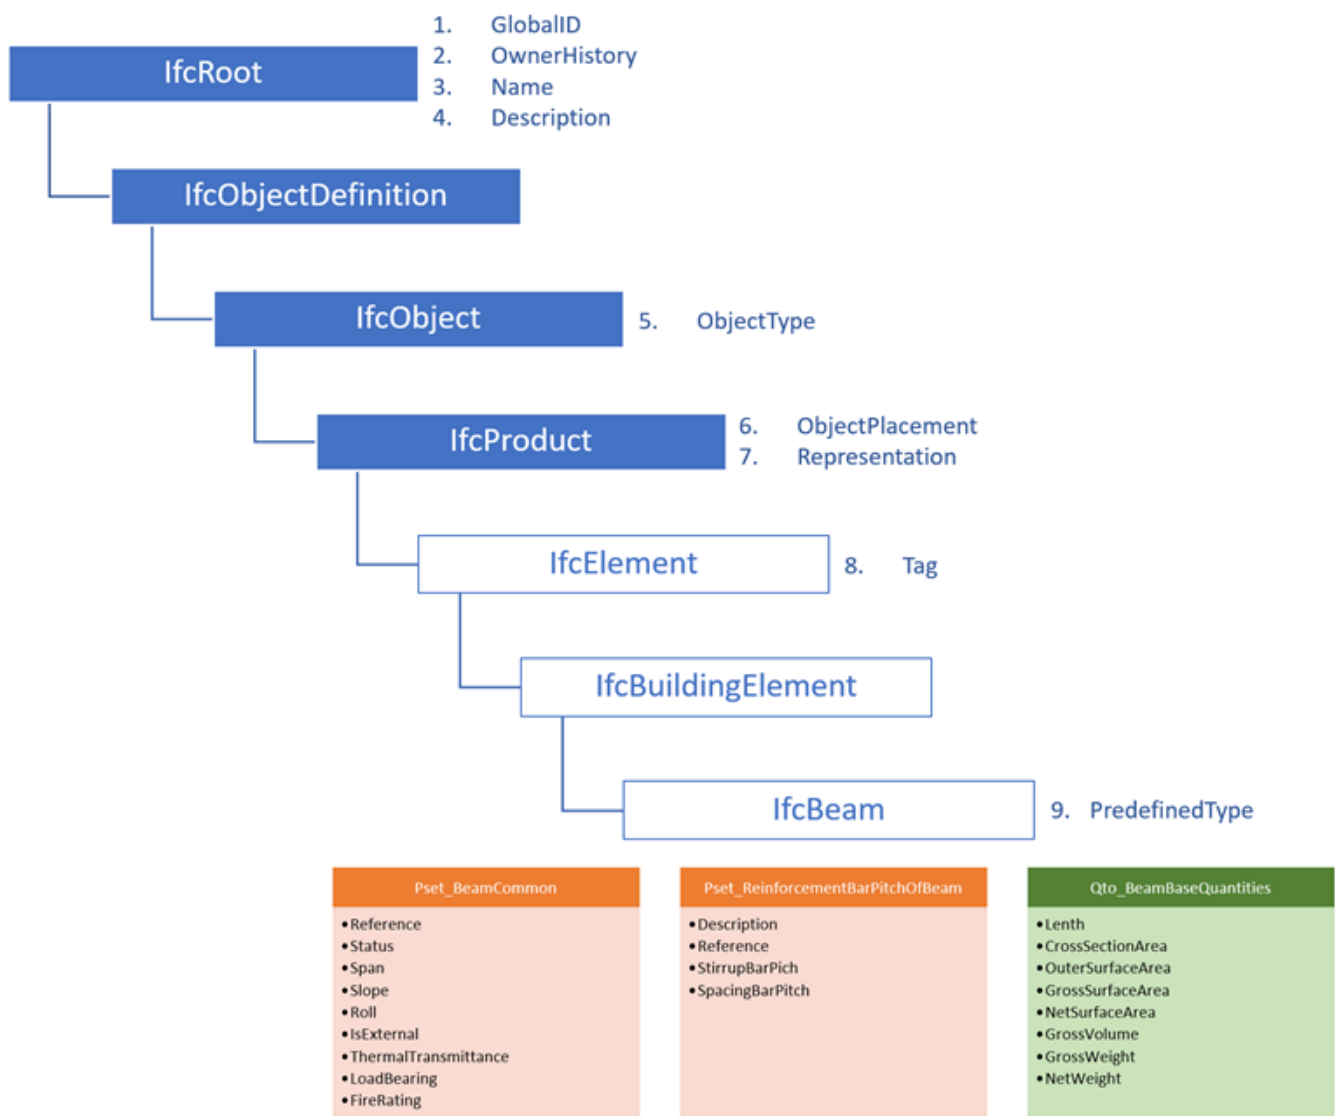 1. GlobalID
2. OwnerHistory
IfcRoot
3. Name
4. Description
IfcObjectDefinition
IfcObject
5. ObjectType
6. ObjectPlacement
IfcProduct
7. Representation
IfcElement
8. Tag
IfcBuildingElement
IfcBeam
9. PredefinedType
Pset_BeamCommon
•Reference
•Status
•Span
•Slope
•Roll
•IsExternal
•ThermalTransmittance
•LoadBearing
•FireRating
Pset_ReinforcementBarPitchOfBeam
•Description
•Reference
•StirrupBarPich
•SpacingBarPitch
Qto_BeamBaseQuantities
•Lenth
•CrossSectionArea
•OuterSurfaceArea
•GrossSurfaceArea
•NetSurfaceArea
•GrossVolume
•GrossWeight
•NetWeight